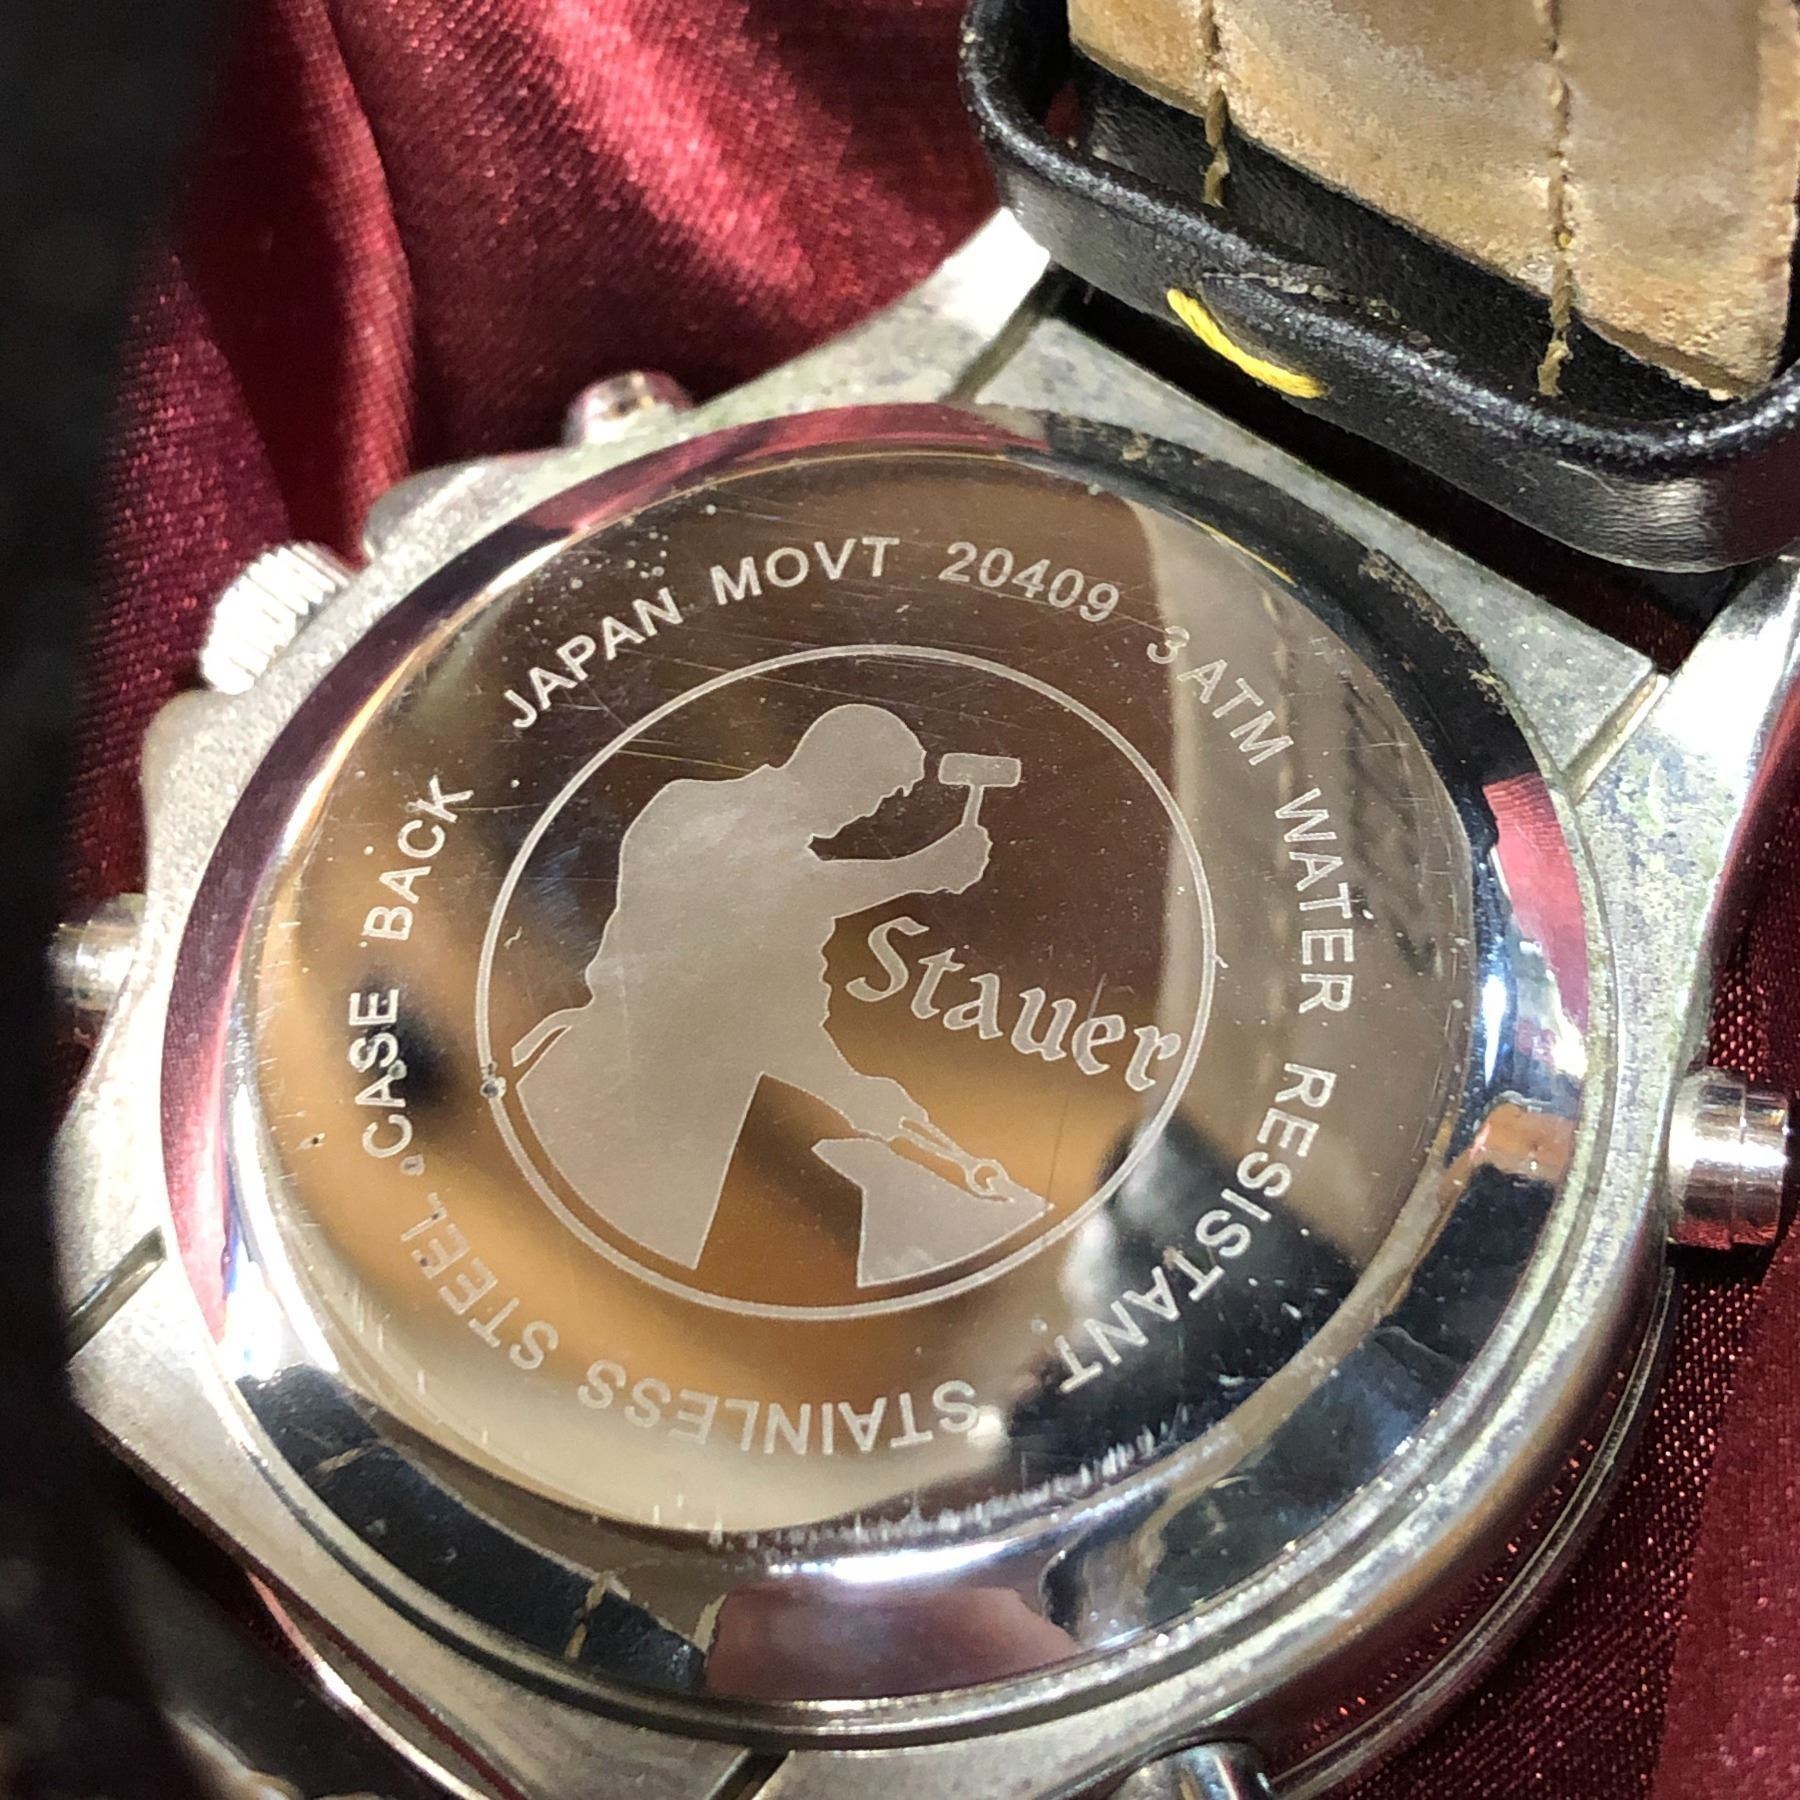 JAPAN MOVT 20409 3 ATM WATER RESISTANT STAINLESS STEEL CASE BACK
Stauer